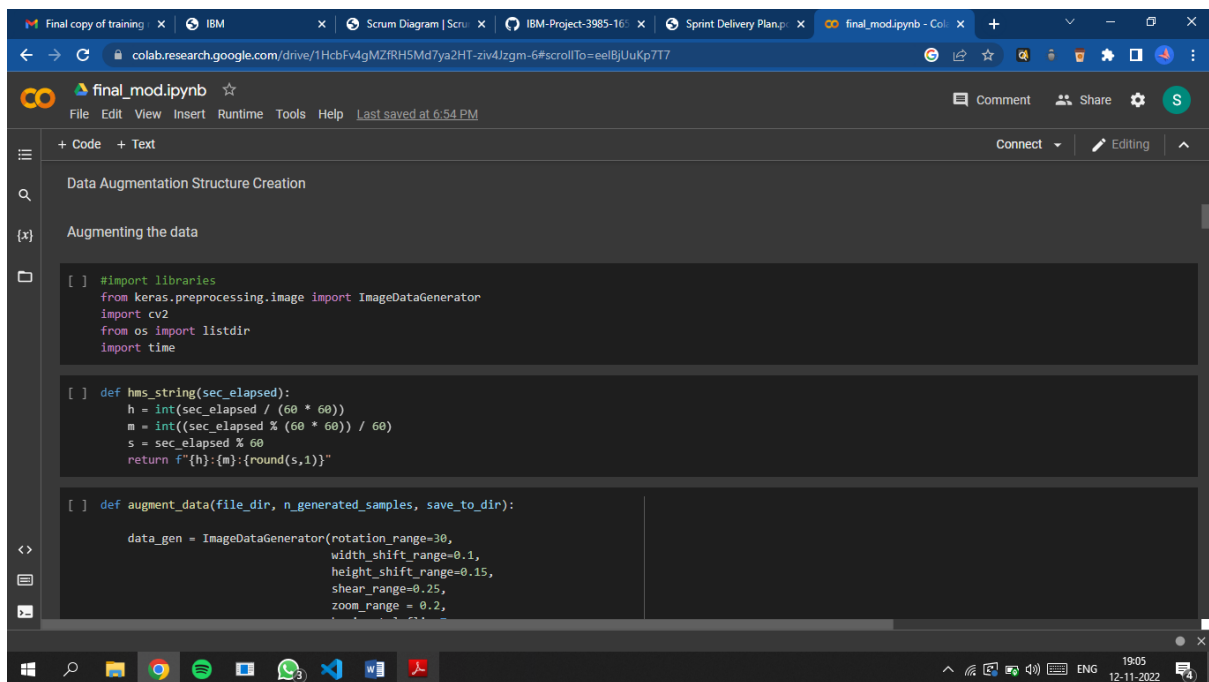 Final copy of training
IBM
Scrum Diagram | Scru
IBM-Project-3985-165
Sprint Delivery Plan.p
final_mod.ipynb - Col
colab.research.google.com/drive/1HcbFv4gMZfRH5Md7ya2HT-ziv4Jzgm-6#scrollTo=eelBjUuKp7T7
final_mod.ipynb
Comment
Share
S
File Edit View Insert Runtime Tools Help Last saved at 6:54 PM
+ Code + Text
Connect
Editing
Data Augmentation Structure Creation
{x}
Augmenting the data
[ ] #import libraries
from keras.preprocessing.image import ImageDataGenerator
import cv2
from os import listdir
import time
[ ] def hms_string(sec_elapsed):
h = int(sec_elapsed / (60 * 60))
m = int((sec_elapsed % (60 * 60)) / 60)
s = sec_elapsed % 60
return f"{h}:{m}:{round(s,1)}"
[ ] def augment_data(file_dir, n_generated_samples, save_to_dir):
data_gen = ImageDataGenerator(rotation_range=30,
width_shift_range=0.1,
height_shift_range=0.15,
shear_range=0.25,
zoom_range = 0.2,
ENG
19:05
12-11-2022